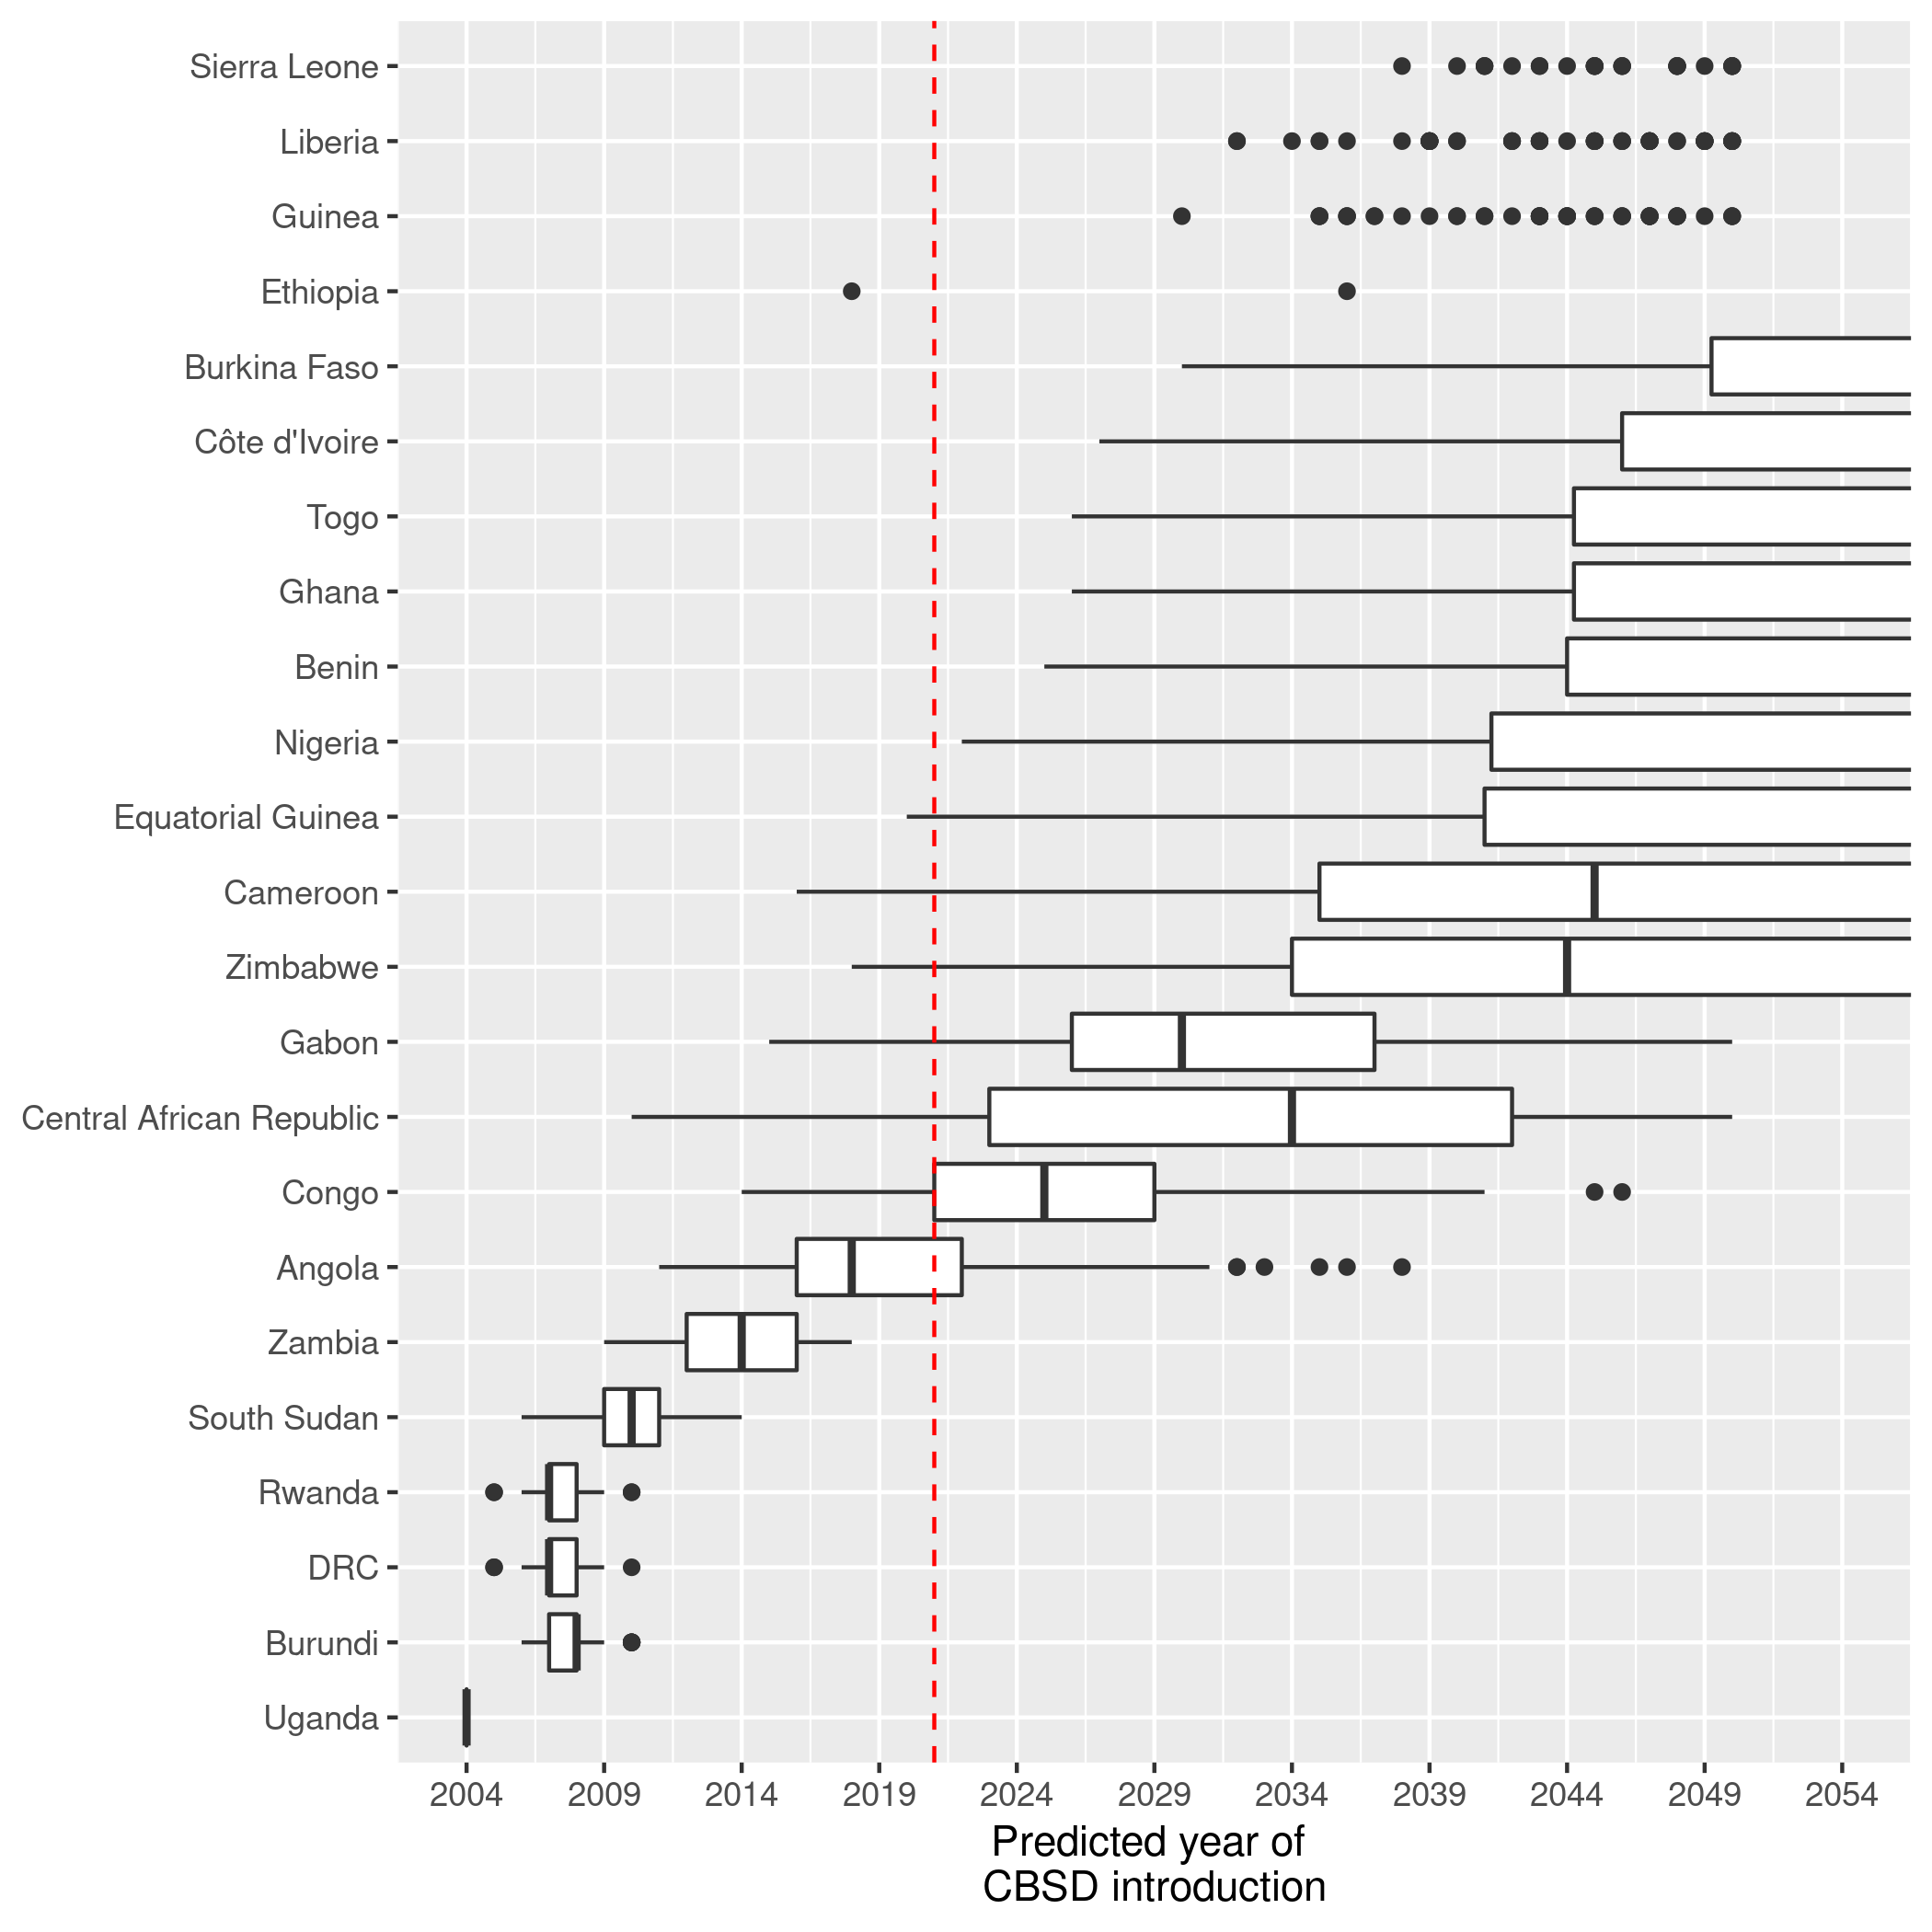 Sierra Leone
Liberia
Guinea
Ethiopia
Burkina Faso
Côte d'Ivoire
Togo
Ghana
Benin
Nigeria
Equatorial Guinea
Cameroon
Zimbabwe
Gabon
Central African Republic
Congo
Angola
Zambia
South Sudan
Rwanda
DRC
Burundi
Uganda
2004 2009 2014 2019 2024 2029 2034 2039 2044 2049 2054
Predicted year of
CBSD introduction